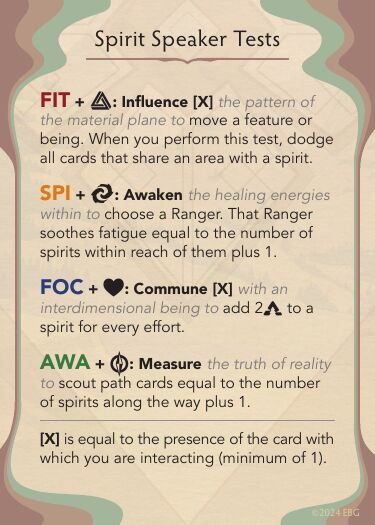 Spirit Speaker Tests
FIT + : Influence [X] the pattern of
the material plane to move a feature or
being. When you perform this test, dodge
all cards that share an area with a spirit.
SPI + : Awaken the healing energies
within to choose a Ranger. That Ranger
soothes fatigue equal to the number of
spirits within reach of them plus 1.
FOC + : Commune [X] with an
interdimensional being to add 2 to a
spirit for every effort.
AWA + : Measure the truth of reality
to scout path cards equal to the number
of spirits along the way plus 1.
[X] is equal to the presence of the card with
which you are interacting (minimum of 1).
©2024 EBG